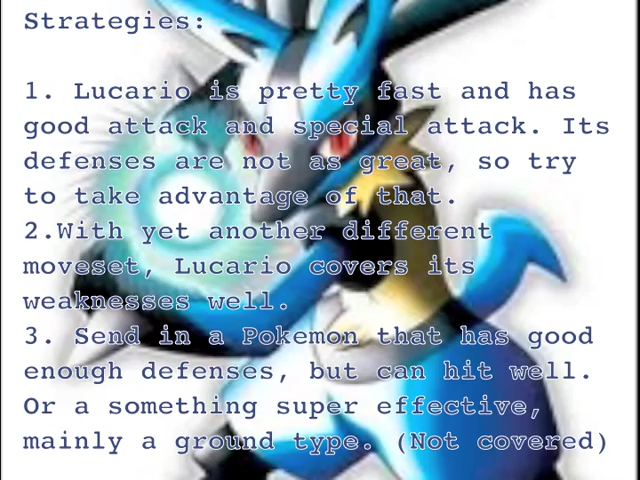 Strategies:
1. Lucario is pretty fast and has
good attack and special attack. Its
defenses are not as great, so try
to take advantage of that.
2.With yet another different
moveset, Lucario covers its
weaknesses well.
3. Send in a Pokemon that has good
enough defenses, but can hit well.
Or a something super effective,
mainly a ground type. (Not covered)